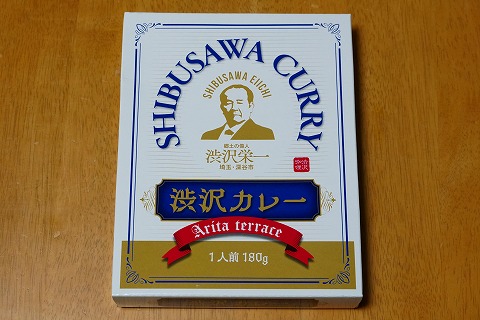 SHIBUSAWA CURRY
SHIBUSAWA EIICHI
郷土の偉人
渋沢栄一
埼玉・深谷市
渋沢カレー
Arita terrace
1人前 180g